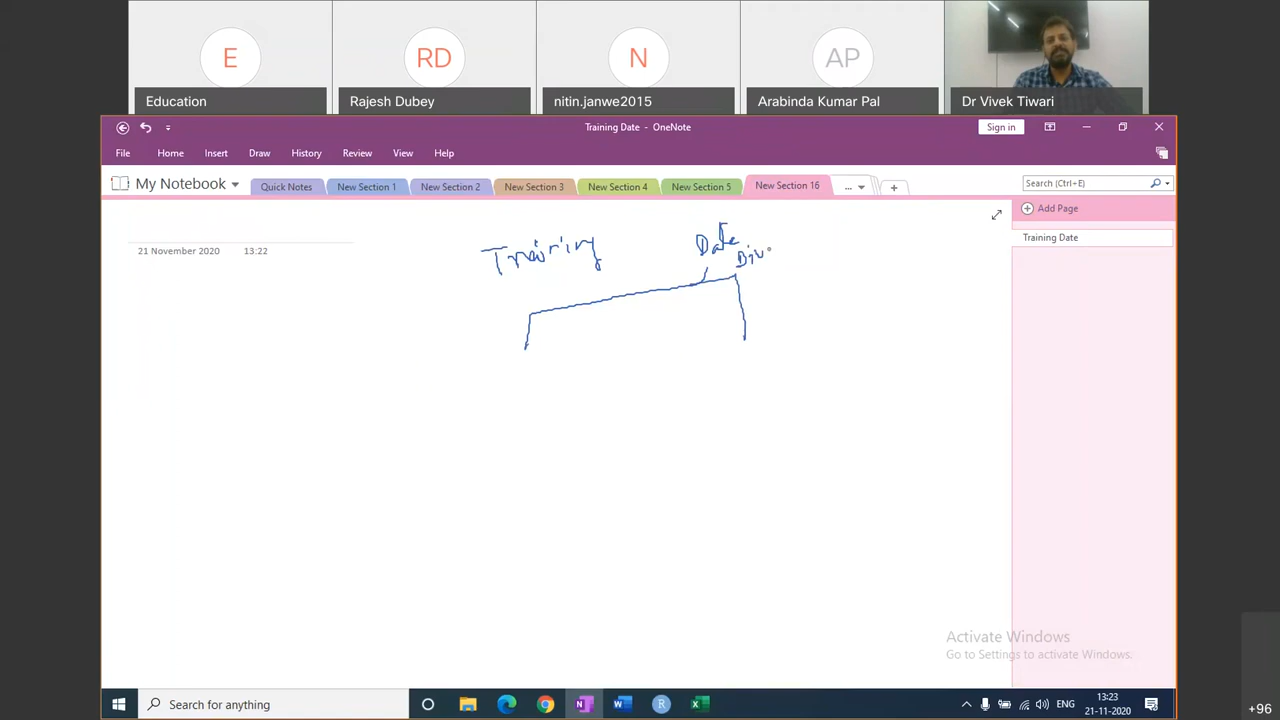 E
RD
N
AP
Education
Rajesh Dubey
nitin.janwe2015
Arabinda Kumar Pal
Dr Vivek Tiwari
Training Date - OneNote
Sign in
File Home Insert Draw History Review View Help
My Notebook
Quick Notes
New Section 1
New Section 2
New Section 3
New Section 4
New Section 5
New Section 16
...
Search (Ctrl+E)
Add Page
Training Date
21 November 2020 13:22
Training Date
Div
Activate Windows
Go to Settings to activate Windows.
Search for anything
ENG
13:23
21-11-2020
+96